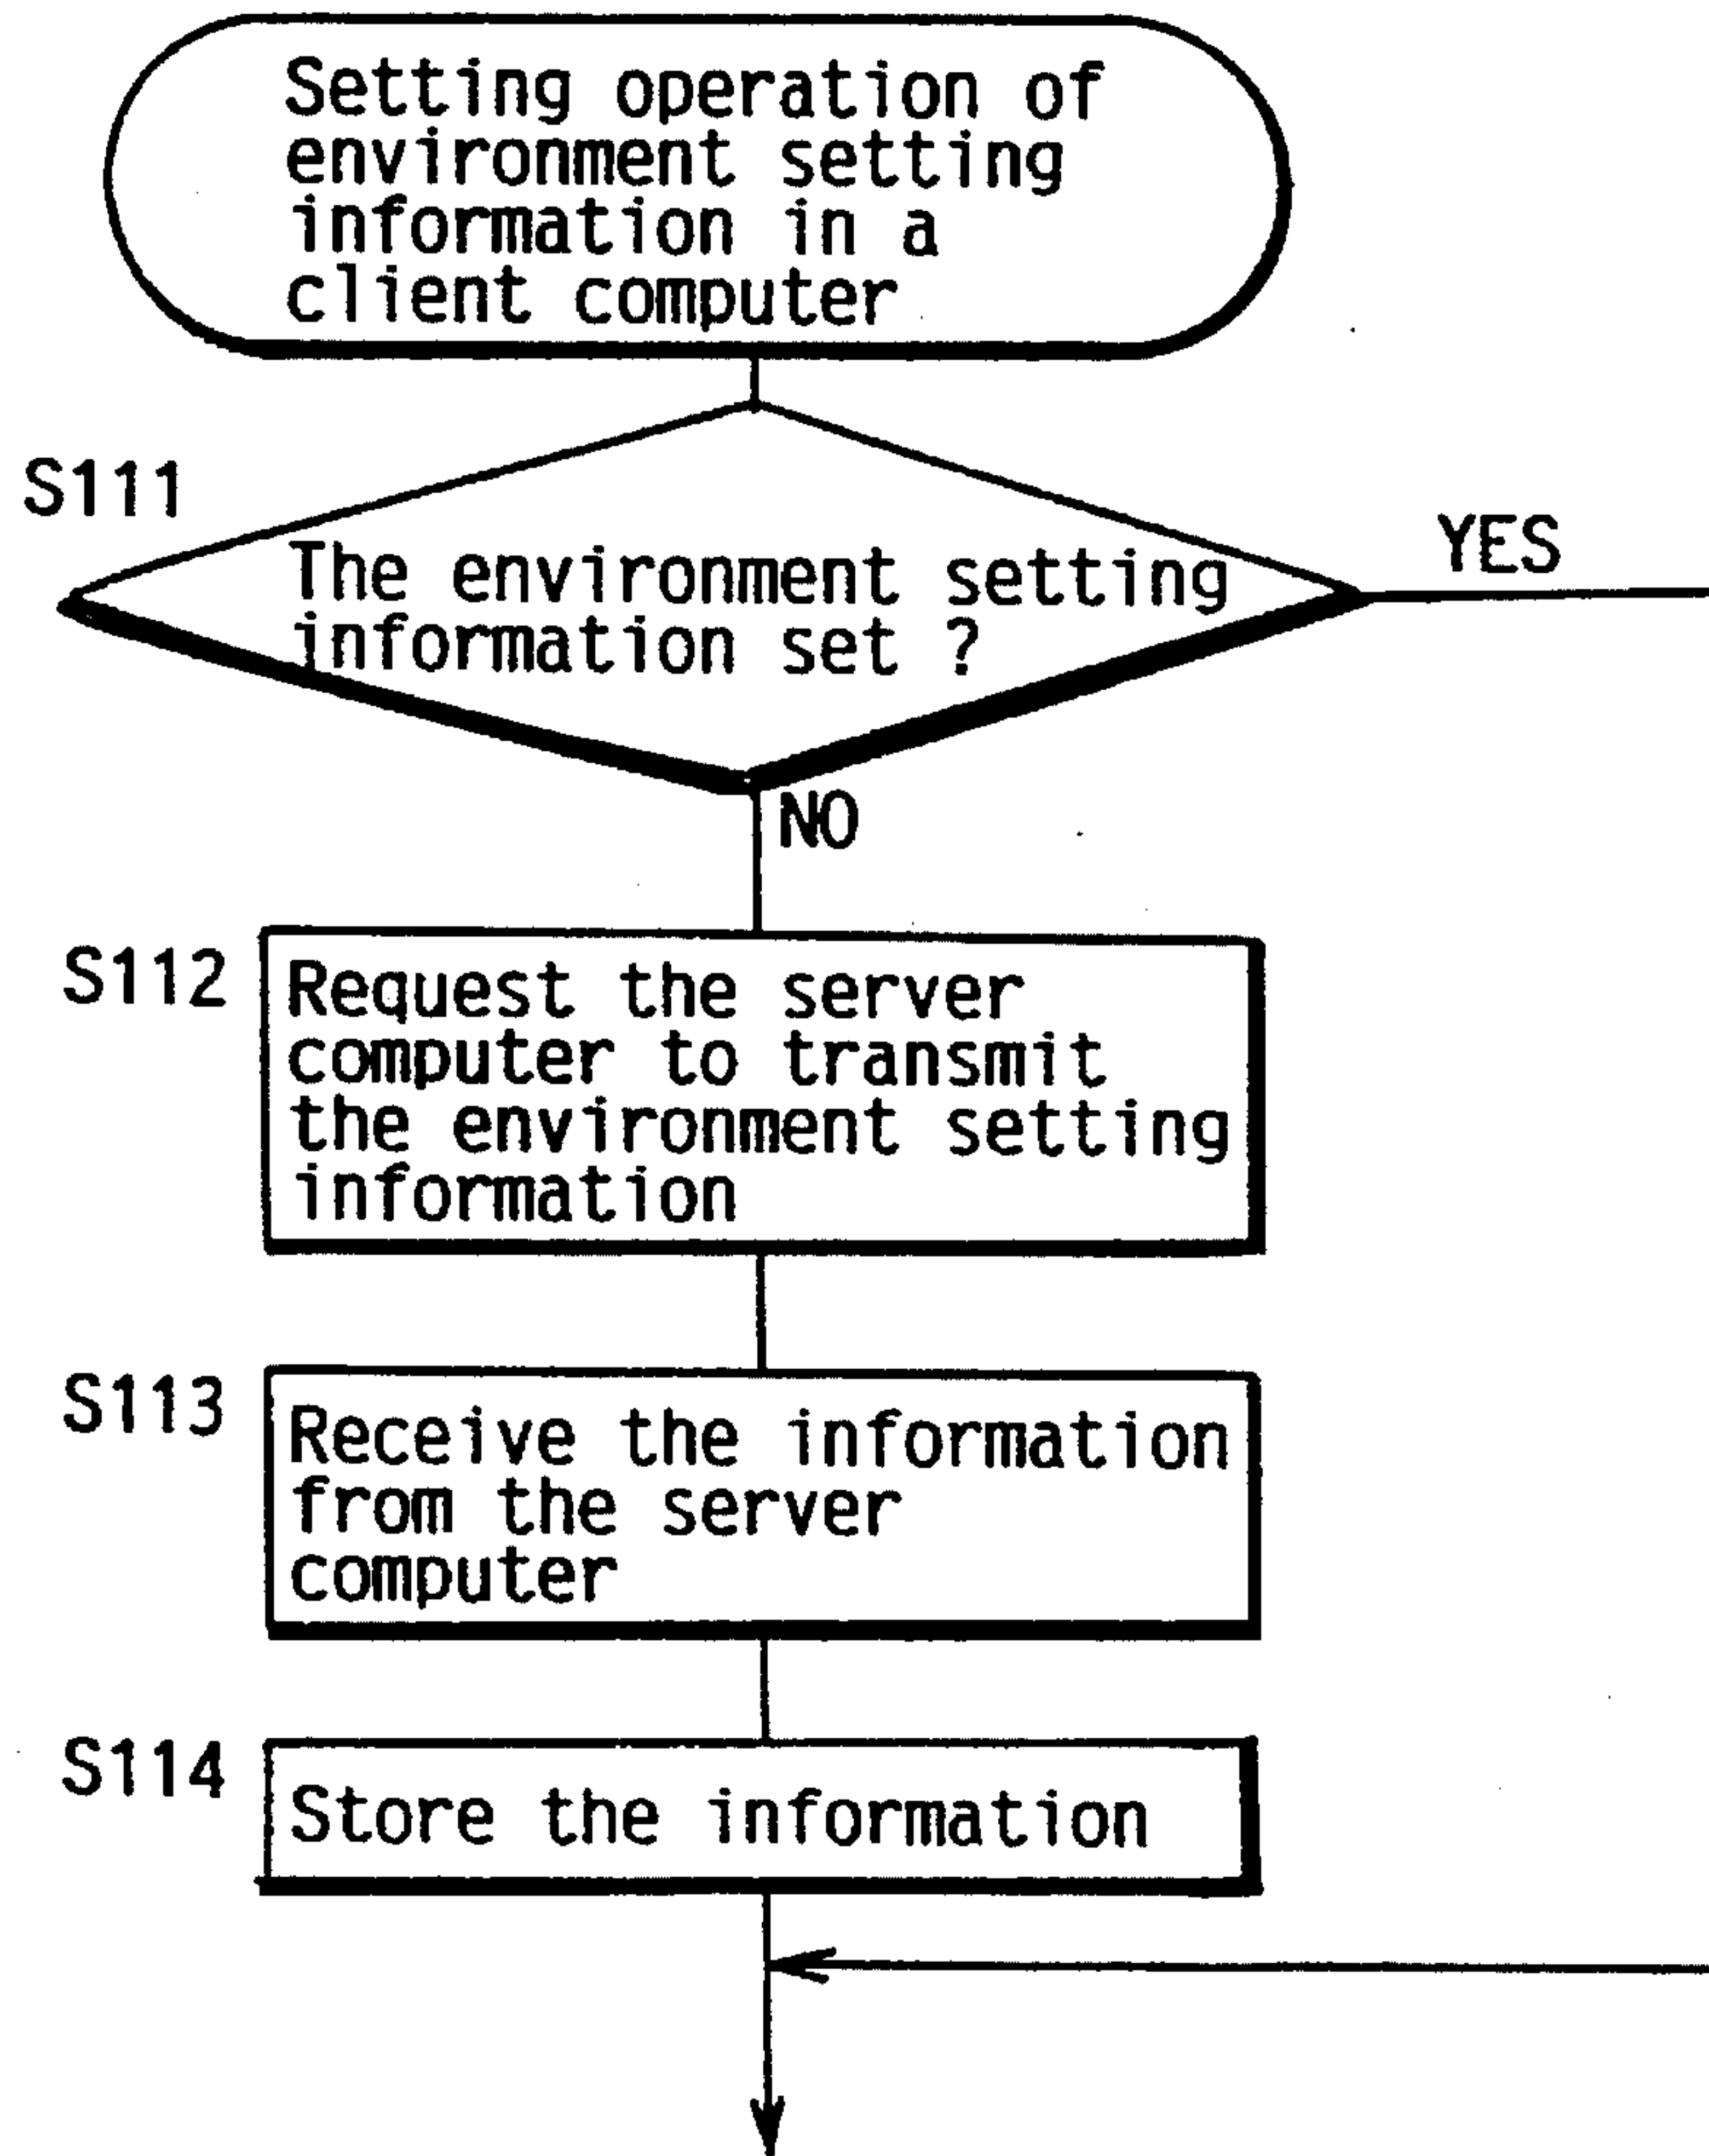 Setting operation of
environment setting
information in a
client computer
S111
The environment setting
information set ?
YES
NO
S112
Request the server
computer to transmit
the environment setting
information
S113
Receive the information
from the server
computer
S114
Store the information